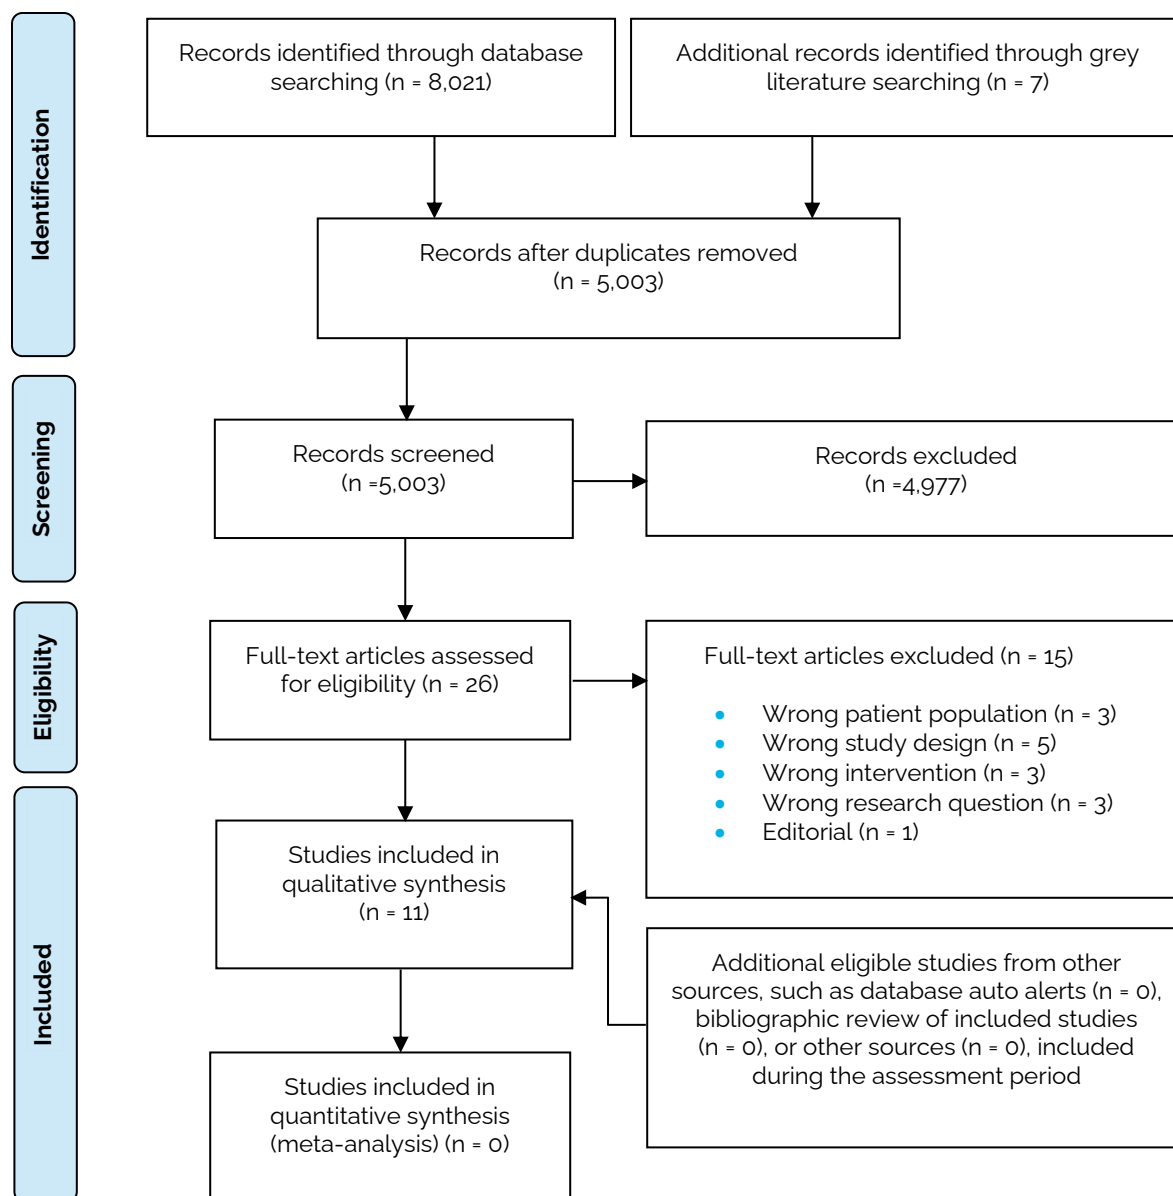 Identification
Records identified through database
searching (n = 8,021)
Additional records identified through grey
literature searching (n = 7)
Records after duplicates removed
(n = 5,003)
Screening
Records screened
(n =5,003)
Records excluded
(n =4,977)
Eligibility
Full-text articles assessed
for eligibility (n = 26)
Full-text articles excluded (n = 15)
• Wrong patient population (n = 3)
• Wrong study design (n = 5)
• Wrong intervention (n = 3)
• Wrong research question (n = 3)
• Editorial (n = 1)
Included
Studies included in
qualitative synthesis
(n = 11)
Additional eligible studies from other
sources, such as database auto alerts (n = 0),
bibliographic review of included studies
(n = 0), or other sources (n = 0), included
during the assessment period
Studies included in
quantitative synthesis
(meta-analysis) (n = 0)